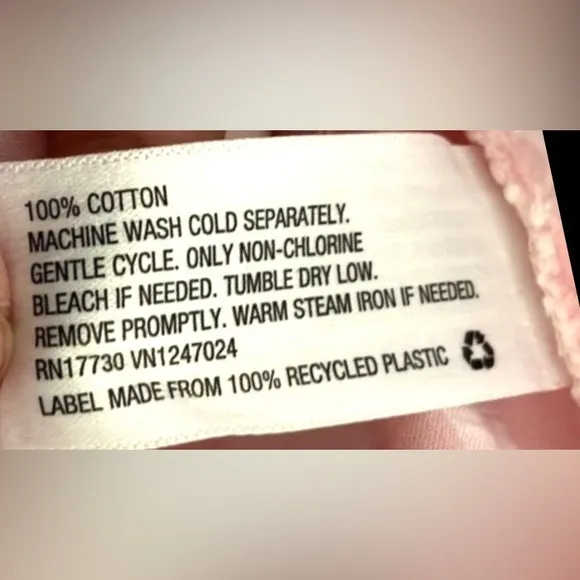 100% COTTON
MACHINE WASH COLD SEPARATELY.
GENTLE CYCLE. ONLY NON-CHLORINE
BLEACH IF NEEDED. TUMBLE DRY LOW.
REMOVE PROMPTLY. WARM STEAM IRON IF NEEDED.
RN17730 VN1247024
LABEL MADE FROM 100% RECYCLED PLASTIC